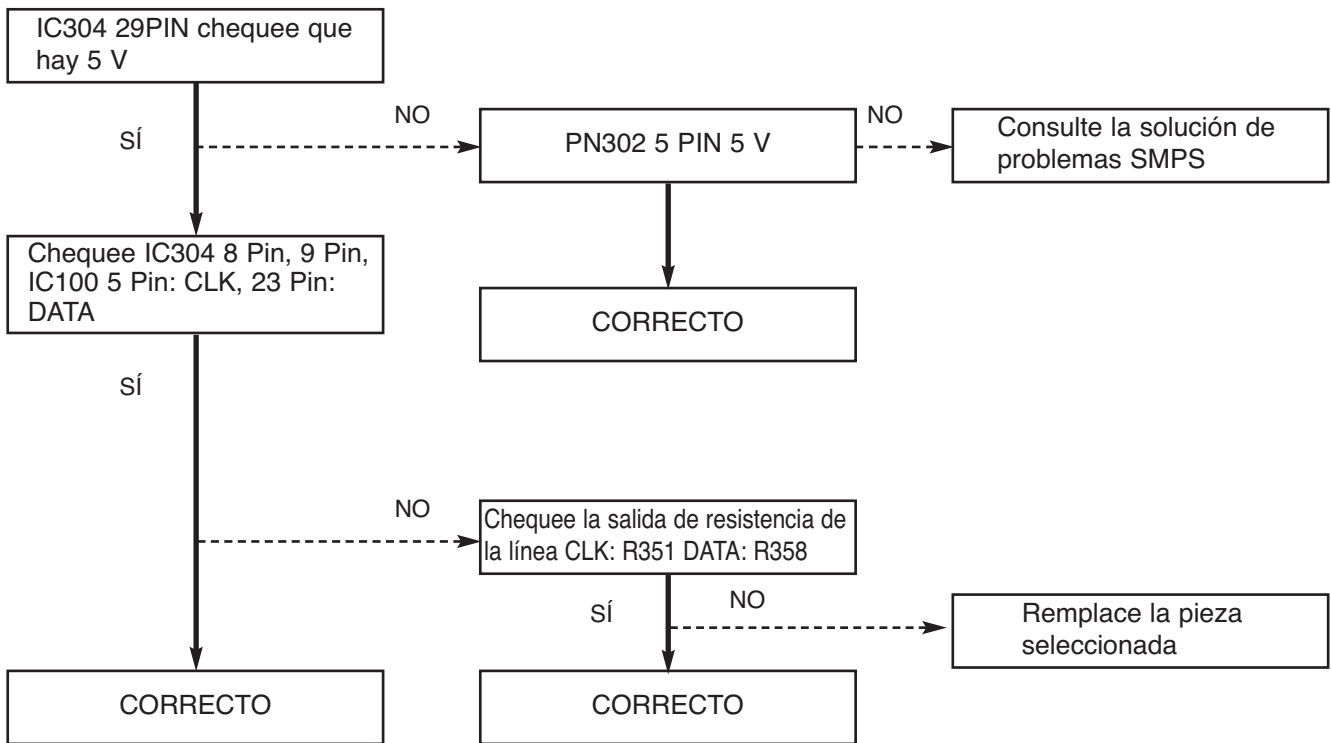 IC304 29PIN chequee que
hay 5 V
SÍ
NO
PN302 5 PIN 5 V
NO
Consulte la solución de
problemas SMPS
Chequee IC304 8 Pin, 9 Pin,
IC100 5 Pin: CLK, 23 Pin:
DATA
CORRECTO
SÍ
NO
Chequee la salida de resistencia de
la línea CLK: R351 DATA: R358
SÍ
NO
Remplace la pieza
seleccionada
CORRECTO
CORRECTO